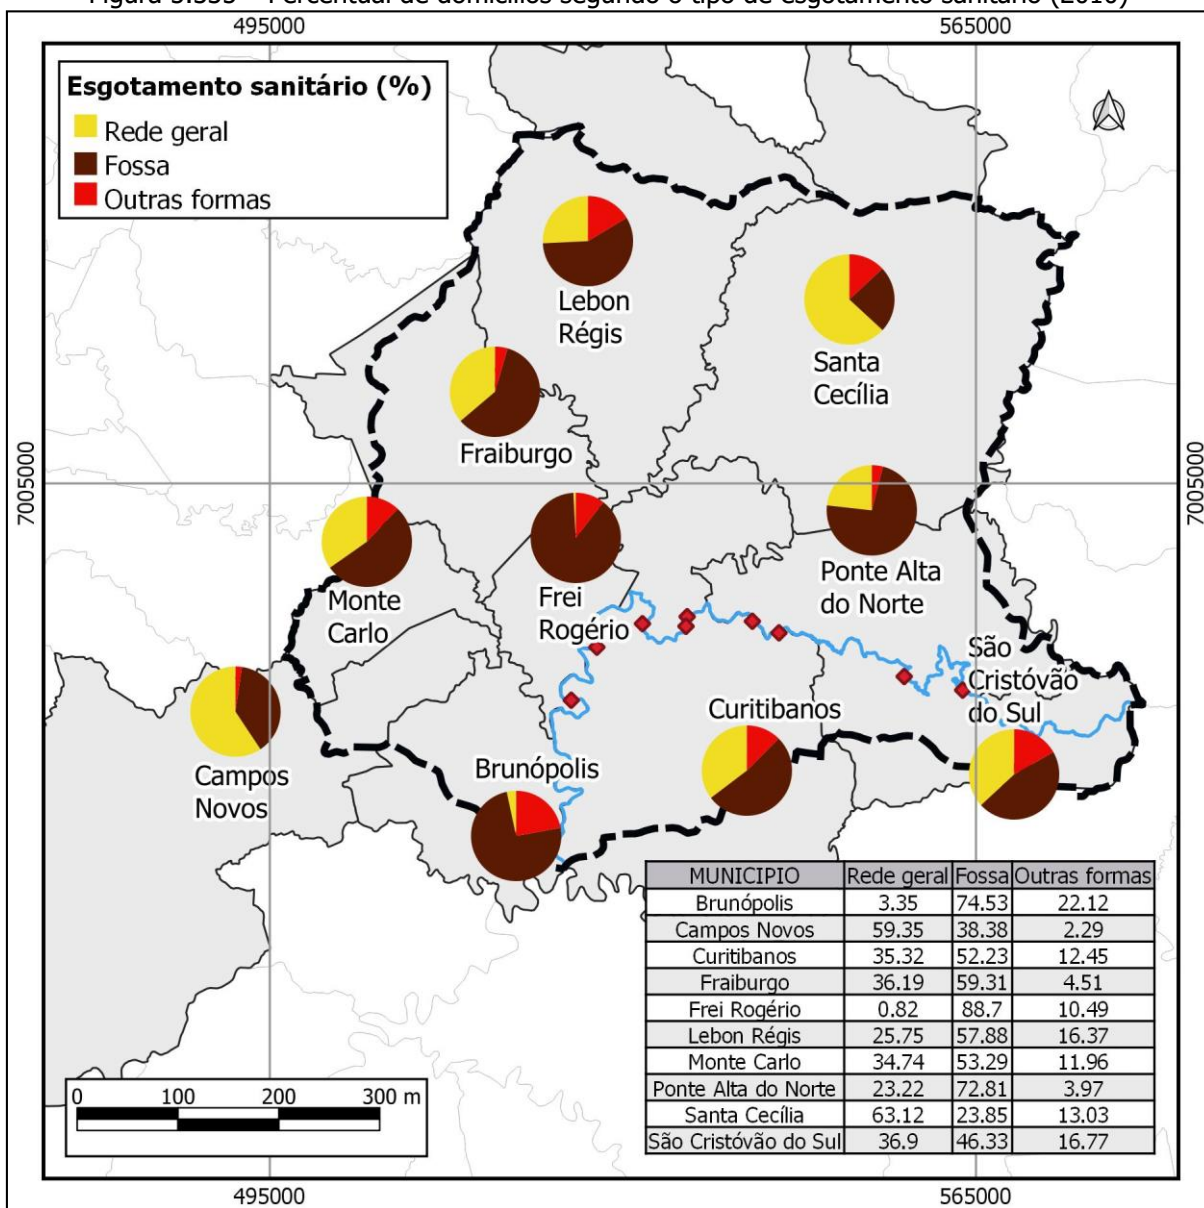 Figura 5.355 – Percentual de domicílios segundo o tipo de esgotamento sanitário (2010)
495000
565000
Esgotamento sanitário (%)
Rede geral
Fossa
Outras formas
Lebon
Régis
Santa
Cecília
Fraiburgo
7005000
7005000
Monte
Carlo
Frei
Rogério
Ponte Alta
do Norte
São
Cristóvão
do Sul
Campos
Novos
Curitibanos
Brunópolis
MUNICIPIO Rede geral Fossa Outras formas
Brunópolis 3.35 74.53 22.12
Campos Novos 59.35 38.38 2.29
Curitibanos 35.32 52.23 12.45
Fraiburgo 36.19 59.31 4.51
Frei Rogério 0.82 88.7 10.49
Lebon Régis 25.75 57.88 16.37
Monte Carlo 34.74 53.29 11.96
Ponte Alta do Norte 23.22 72.81 3.97
Santa Cecília 63.12 23.85 13.03
São Cristóvão do Sul 36.9 46.33 16.77
0 100 200 300 m
495000
565000